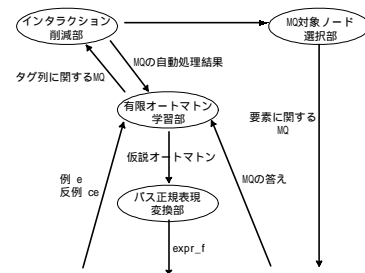 インタラクション
削減部
MQ対象ノード
選択部
MQの自動処理結果
タグ列に関するMQ
有限オートマトン
学習部
要素に関する
MQ
仮説オートマトン
例 e
反例 ce
MQの答え
パス正規表現
変換部
expr_f